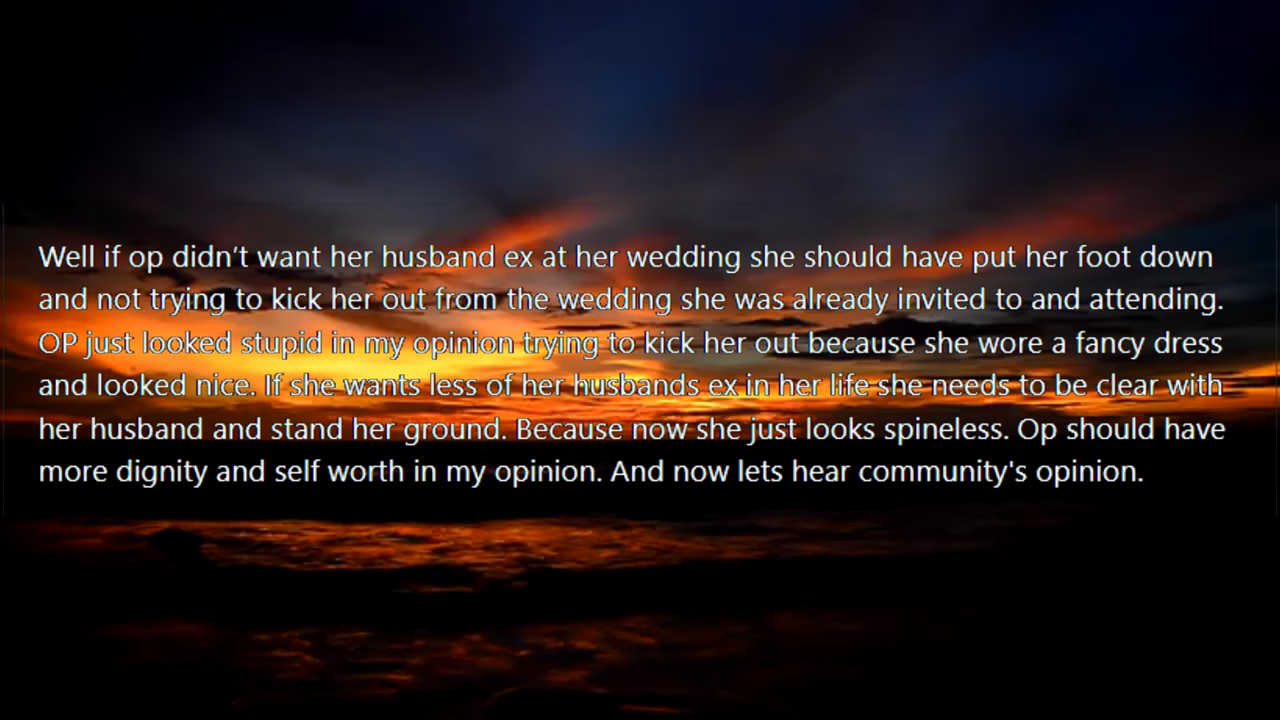 Well if op didn't want her husband ex at her wedding she should have put her foot down
and not trying to kick her out from the wedding she was already invited to and attending.
OP just looked stupid in my opinion trying to kick her out because she wore a fancy dress
and looked nice. If she wants less of her husbands ex in her life she needs to be clear with
her husband and stand her ground. Because now she just looks spineless. Op should have
more dignity and self worth in my opinion. And now lets hear community's opinion.